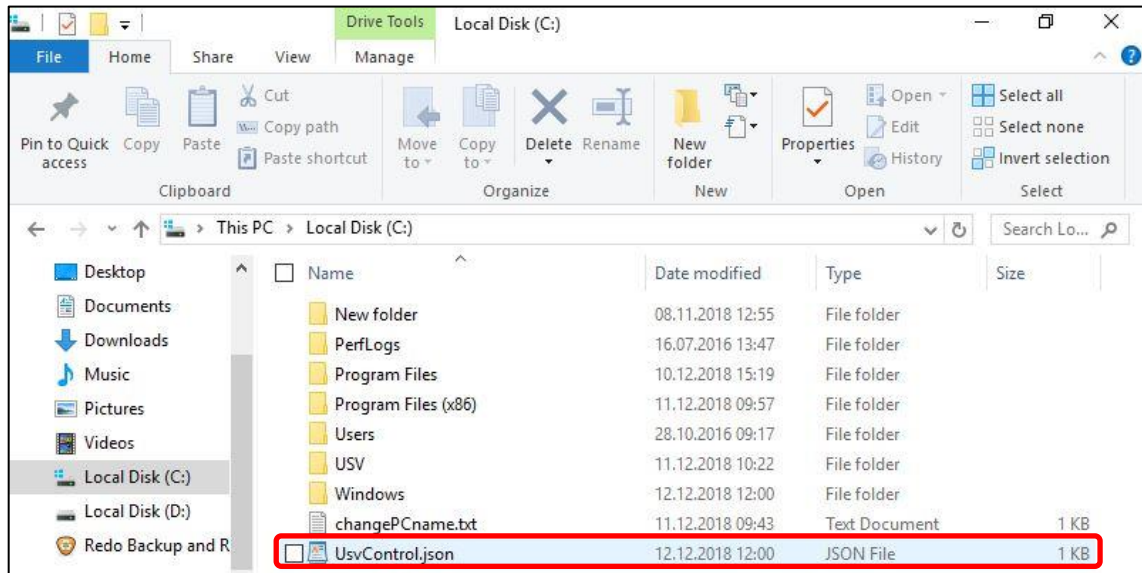 Drive Tools Local Disk (C:)
File Home Share View Manage
Pin to Quick access
Copy
Paste
Cut
Copy path
Paste shortcut
Clipboard
Move to
Copy to
Delete
Rename
Organize
New folder
New
Properties
Open
Edit
History
Open
Select all
Select none
Invert selection
Select
This PC > Local Disk (C:)
Search Lo...
Desktop
Documents
Downloads
Music
Pictures
Videos
Local Disk (C:)
Local Disk (D:)
Redo Backup and R
Name Date modified Type Size
New folder 08.11.2018 12:55 File folder
PerfLogs 16.07.2016 13:47 File folder
Program Files 10.12.2018 15:19 File folder
Program Files (x86) 11.12.2018 09:57 File folder
Users 28.10.2016 09:17 File folder
USV 11.12.2018 10:22 File folder
Windows 12.12.2018 12:00 File folder
changePCname.txt 11.12.2018 09:43 Text Document 1 KB
UsvControl.json 12.12.2018 12:00 JSON File 1 KB